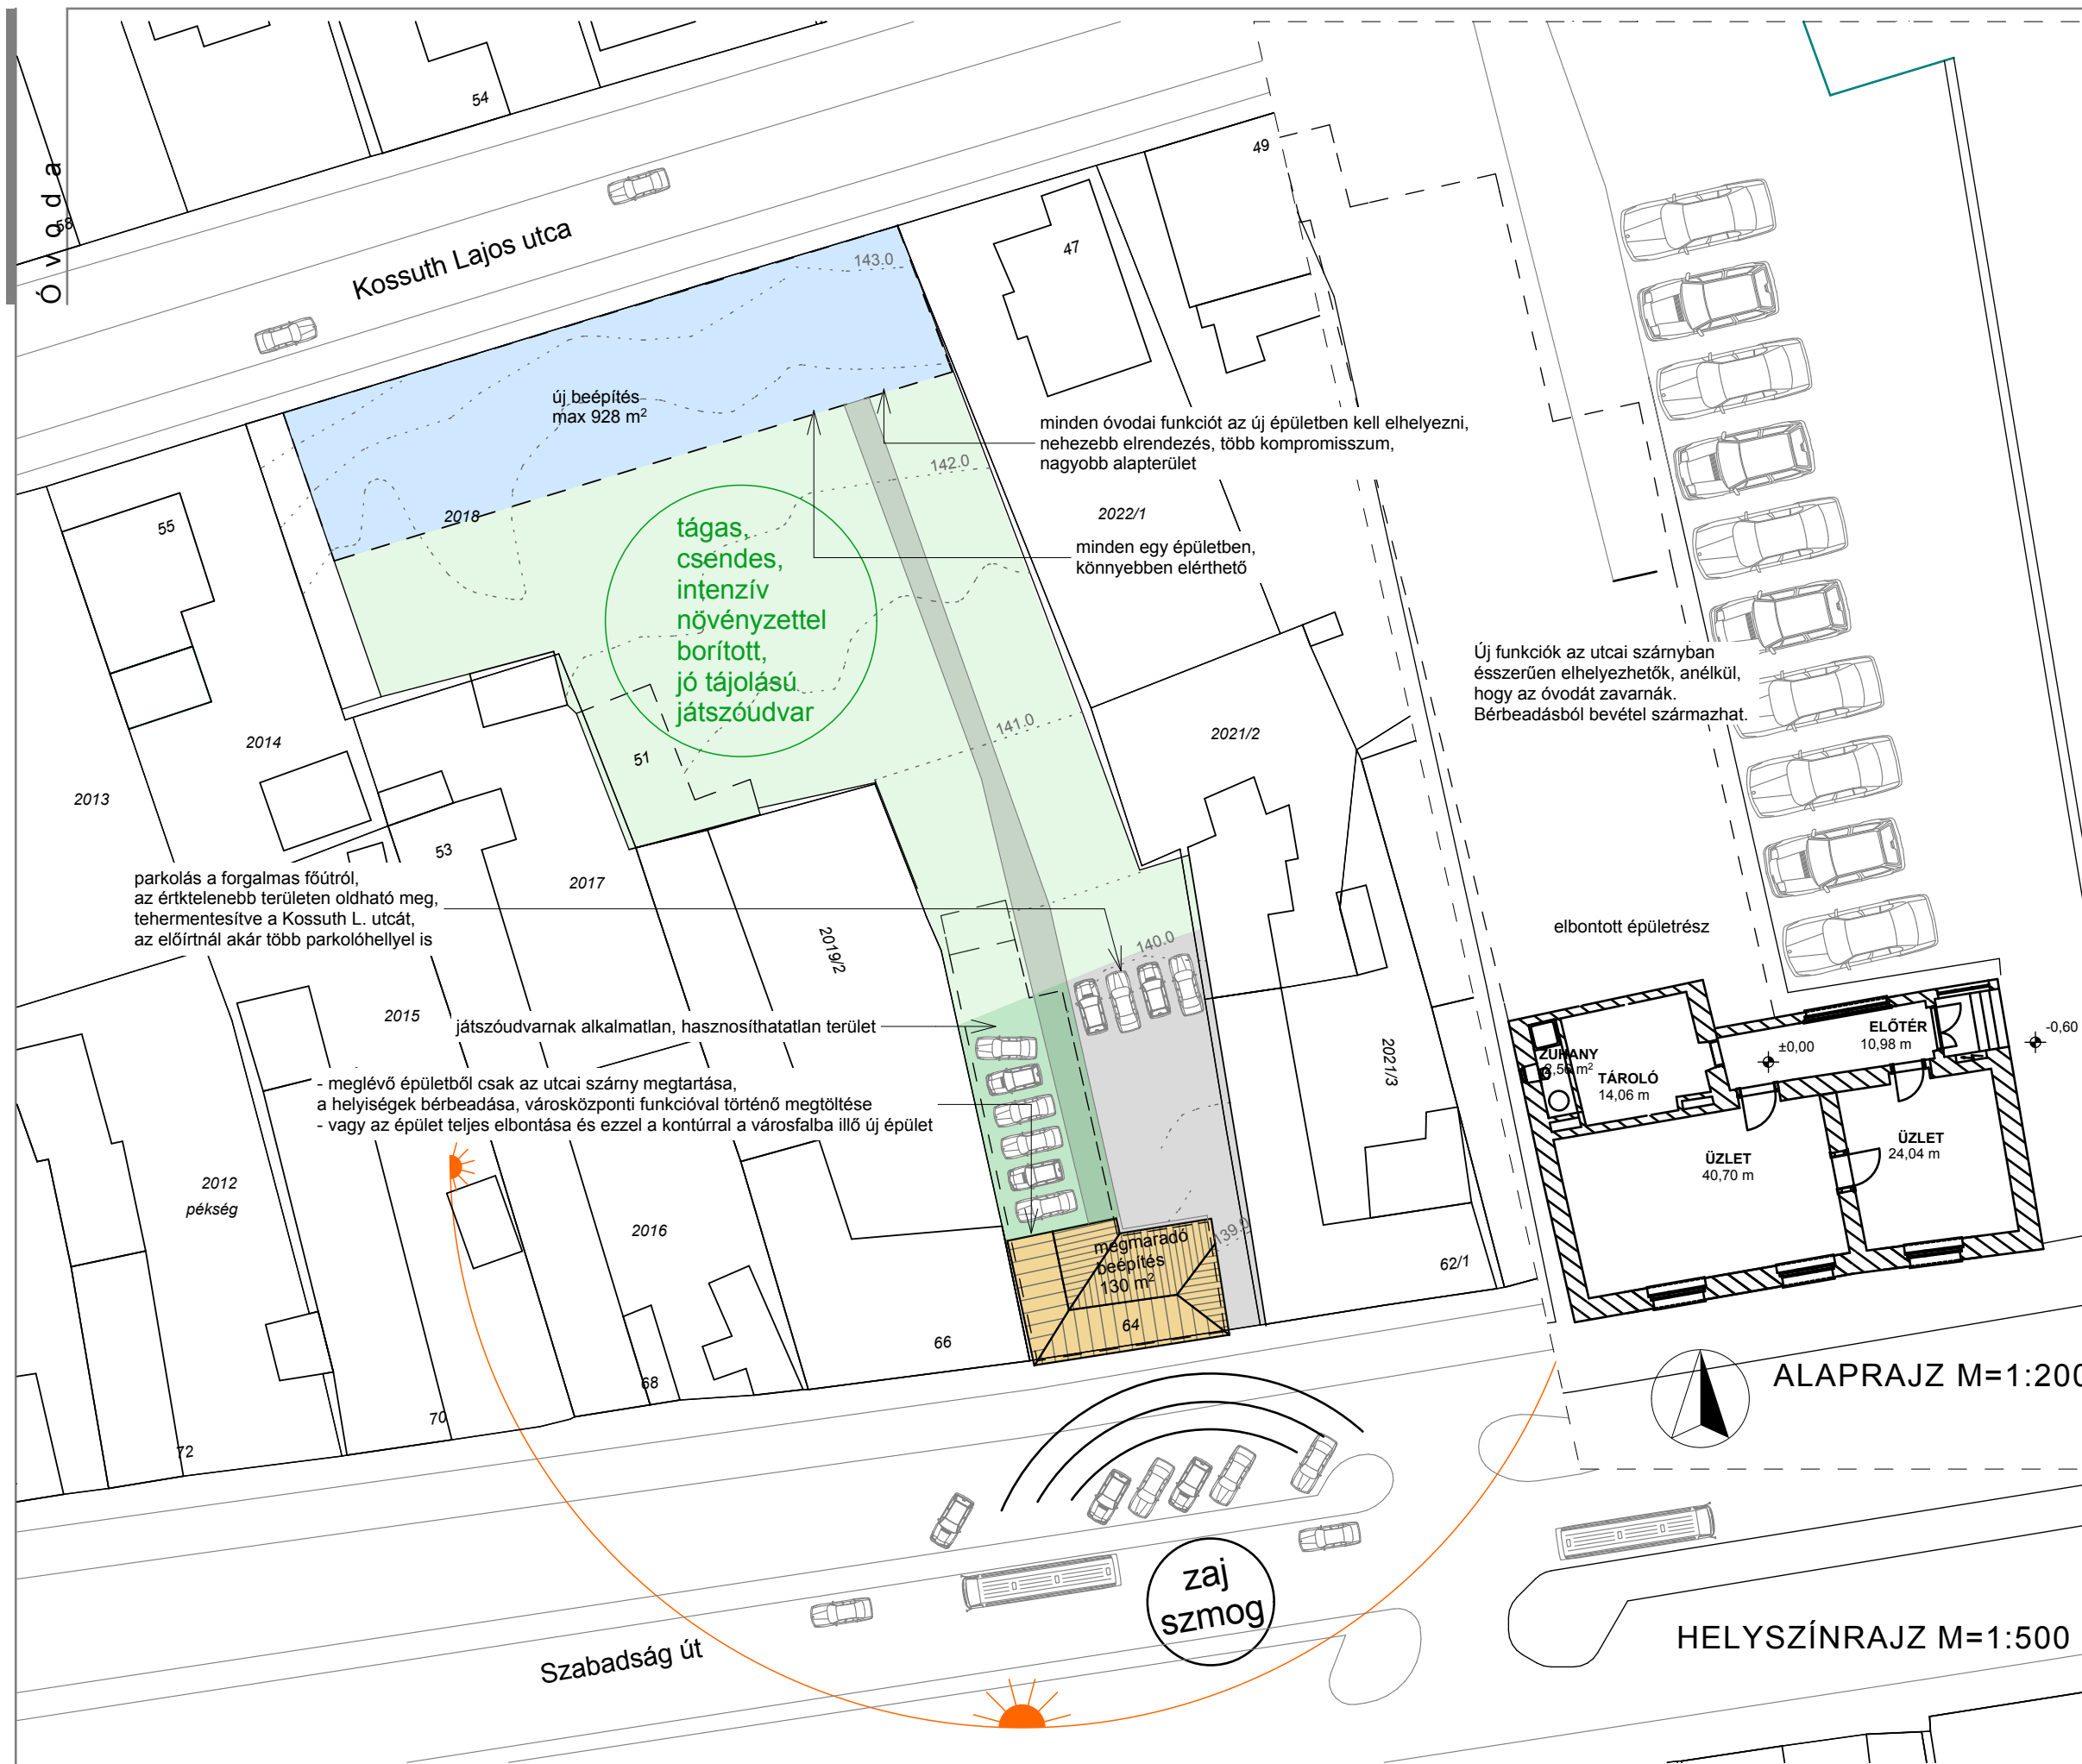 Óvoda
58
54
49
47
Kossuth Lajos utca
143.0
új beépítés
max 928 m²
minden óvodai funkciót az új épületben kell elhelyezni,
nehezebb elrendezés, több kompromisszum,
nagyobb alapterület
142.0
2018
55
tágas,
csendes,
intenzív
növényzettel
borított,
jó tájolású
játszóudvar
2022/1
minden egy épületben,
könnyebben elérthető
Új funkciók az utcai szárnyban
ésszerűen elhelyezhetők, anélkül,
hogy az óvodát zavarnák.
Bérbeadásból bevétel származhat.
141.0
2021/2
2014
51
2013
53
2017
parkolás a forgalmas főútról,
az értktelenebb területen oldható meg,
tehermentesítve a Kossuth L. utcát,
az előírtnál akár több parkolóhellyel is
2019/2
140.0
elbontott épületrész
2015
játszóudvarnak alkalmatlan, hasznosíthatatlan terület
2021/3
- meglévő épületből csak az utcai szárny megtartása,
a helyiségek bérbeadása, városközponti funkcióval történő megtöltése
- vagy az épület teljes elbontása és ezzel a kontúrral a városfalba illő új épület
ELŐTÉR
10,98 m
-0,60
±0,00
ZUHANY
2,50 m²
TÁROLÓ
14,06 m
ÜZLET
24,04 m
ÜZLET
40,70 m
2012
pékség
2016
megmaradó
beépítés
130 m²
139.0
64
62/1
66
68
70
72
ALAPRAJZ M=1:200
zaj
szmog
Szabadság út
HELYSZÍNRAJZ M=1:500